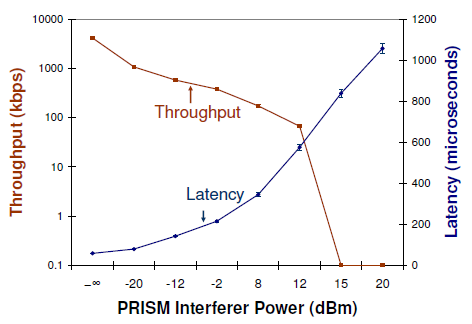 10000
1000
100
10
1
0.1
Throughput (kbps)
1200
1000
800
600
400
200
0
Latency (microseconds)
Throughput
Latency
−∞ -20 -12 -2 8 12 15 20
PRISM Interferer Power (dBm)